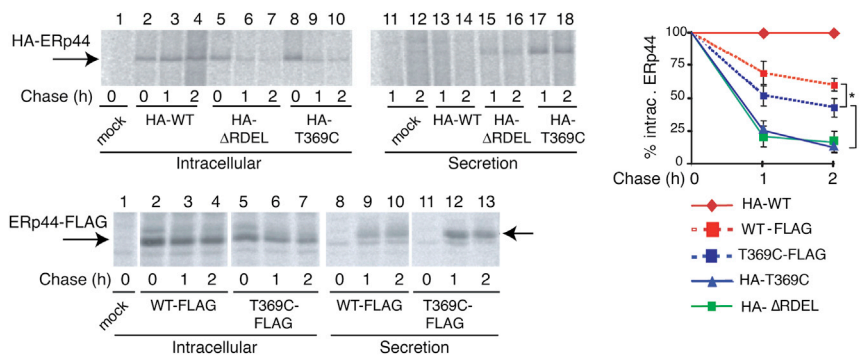 1 2 3 4 5 6 7 8 9 10
HA-ERp44
Chase (h) 0 0 1 2 0 1 2 0 1 2
mock HA-WT HA-ΔRDEL HA-T369C
Intracellular
11 12 13 14 15 16 17 18
1 2 1 2 1 2 1 2
mock HA-WT HA-ΔRDEL HA-T369C
Secretion
1 2 3 4 5 6 7 8 9 10 11 12 13
ERp44-FLAG
0 0 1 2 0 1 2 0 1 2 0 1 2 Chase (h)
mock WT-FLAG T369C-FLAG WT-FLAG T369C-FLAG
Intracellular Secretion
% intrac. ERp44
100
75
50
25
0
*
Chase (h) 0 1 2
HA-WT
WT-FLAG
T369C-FLAG
HA-T369C
HA-ΔRDEL